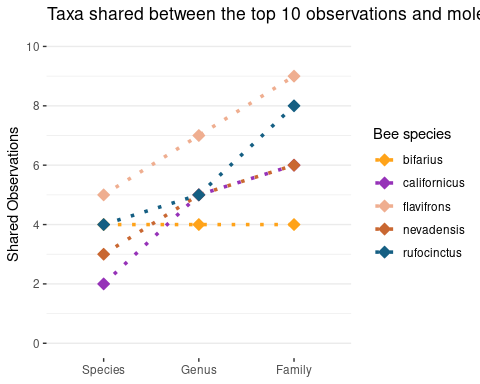 Taxa shared between the top 10 observations and mole
Shared Observations
10
8
6
4
2
0
Species Genus Family
Bee species
bifarius
californicus
flavifrons
nevadensis
rufocinctus